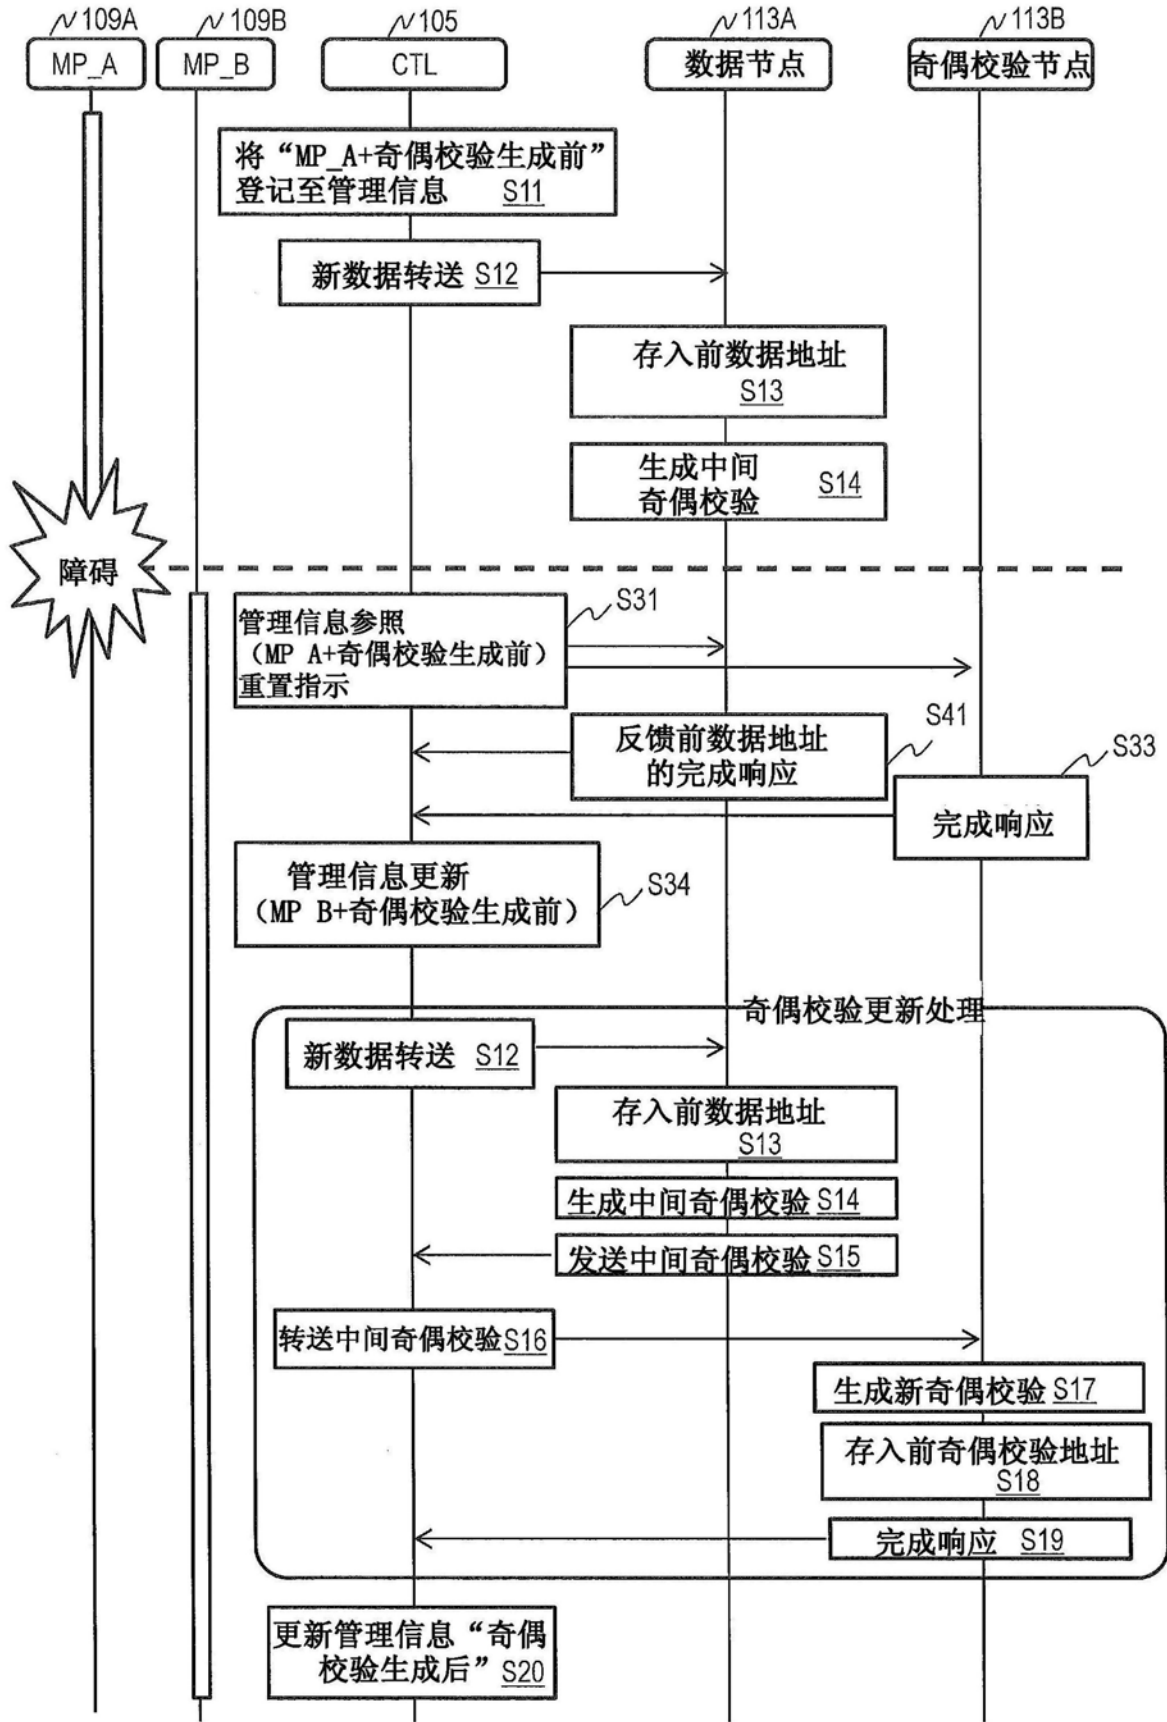 109A
109B
105
113A
113B
MP_A
MP_B
CTL
数据节点
奇偶校验节点
将“MP_A+奇偶校验生成前”
登记至管理信息 S11
新数据转送 S12
存入前数据地址
S13
生成中间
奇偶校验 S14
障碍
S31
管理信息参照
（MP A+奇偶校验生成前）
重置指示
S41
反馈前数据地址
的完成响应
S33
完成响应
管理信息更新
（MP B+奇偶校验生成前）
S34
奇偶校验更新处理
新数据转送 S12
存入前数据地址
S13
生成中间奇偶校验 S14
发送中间奇偶校验 S15
转送中间奇偶校验 S16
生成新奇偶校验 S17
存入前奇偶校验地址
S18
完成响应 S19
更新管理信息“奇偶
校验生成后” S20